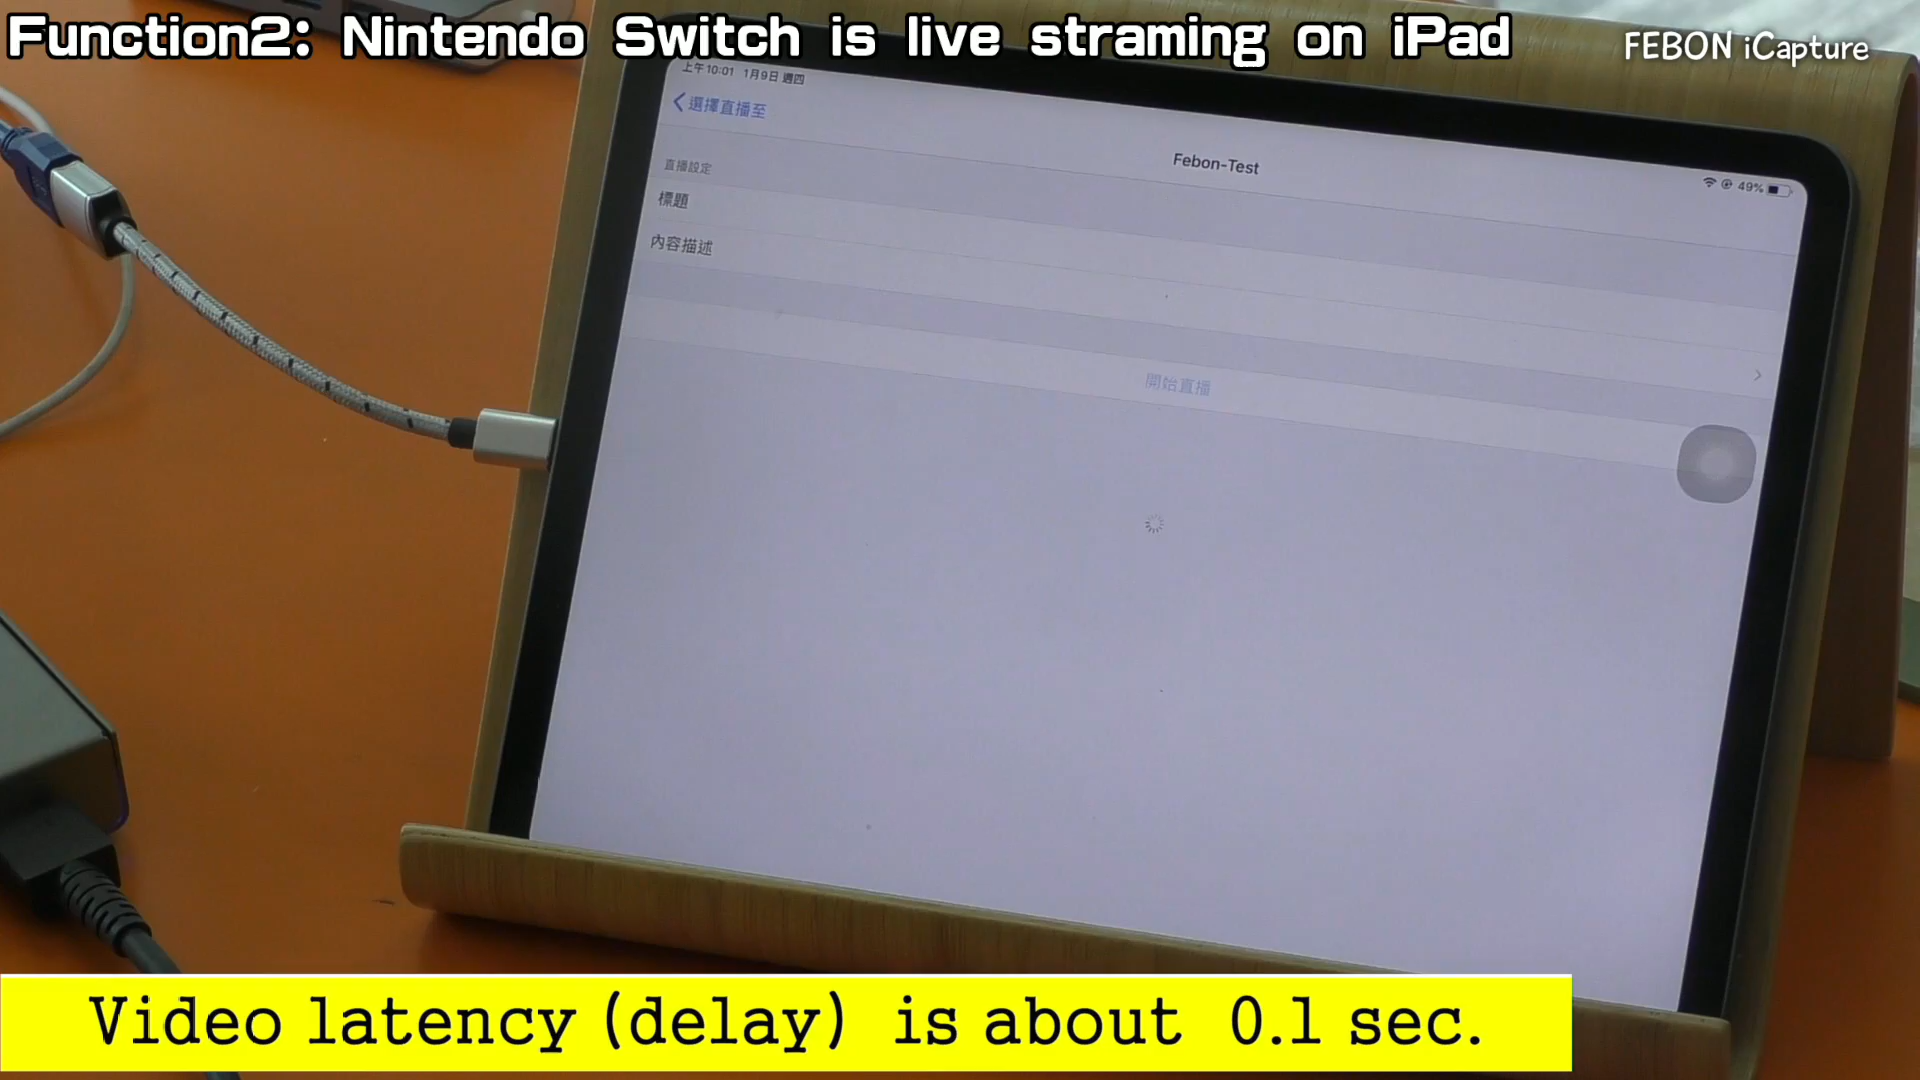 Function2: Nintendo Switch is live straming on iPad
FEBON iCapture
上午10:01 1月9日 週四
49%
選擇直播至
Febon-Test
直播設定
標題
內容描述
開始直播
Video latency (delay) is about 0.1 sec.